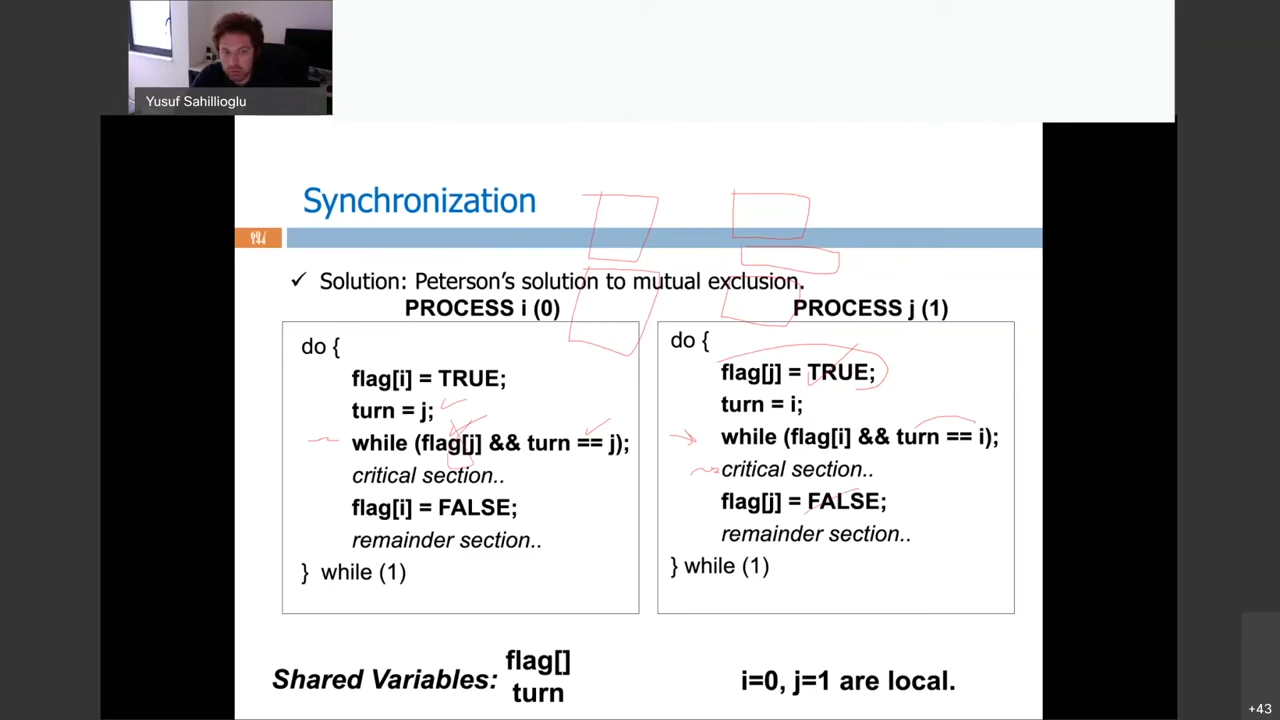 Yusuf Sahillioglu
Synchronization
✓ Solution: Peterson's solution to mutual exclusion.
PROCESS i (0)
do {
flag[i] = TRUE;
turn = j;
while (flag[j] && turn == j);
critical section..
flag[i] = FALSE;
remainder section..
} while (1)
PROCESS j (1)
do {
flag[j] = TRUE;
turn = i;
while (flag[i] && turn == i);
critical section..
flag[j] = FALSE;
remainder section..
} while (1)
Shared Variables: flag[]
turn
i=0, j=1 are local.
+43